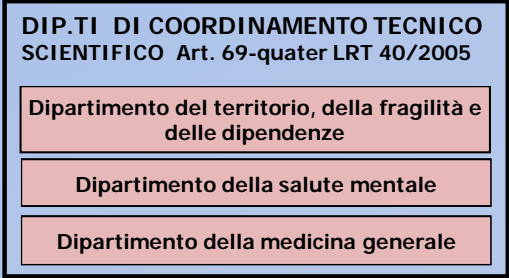 DIP.TI DI COORDINAMENTO TECNICO
SCIENTIFICO Art. 69-quater LRT 40/2005
Dipartimento del territorio, della fragilità e
delle dipendenze
Dipartimento della salute mentale
Dipartimento della medicina generale